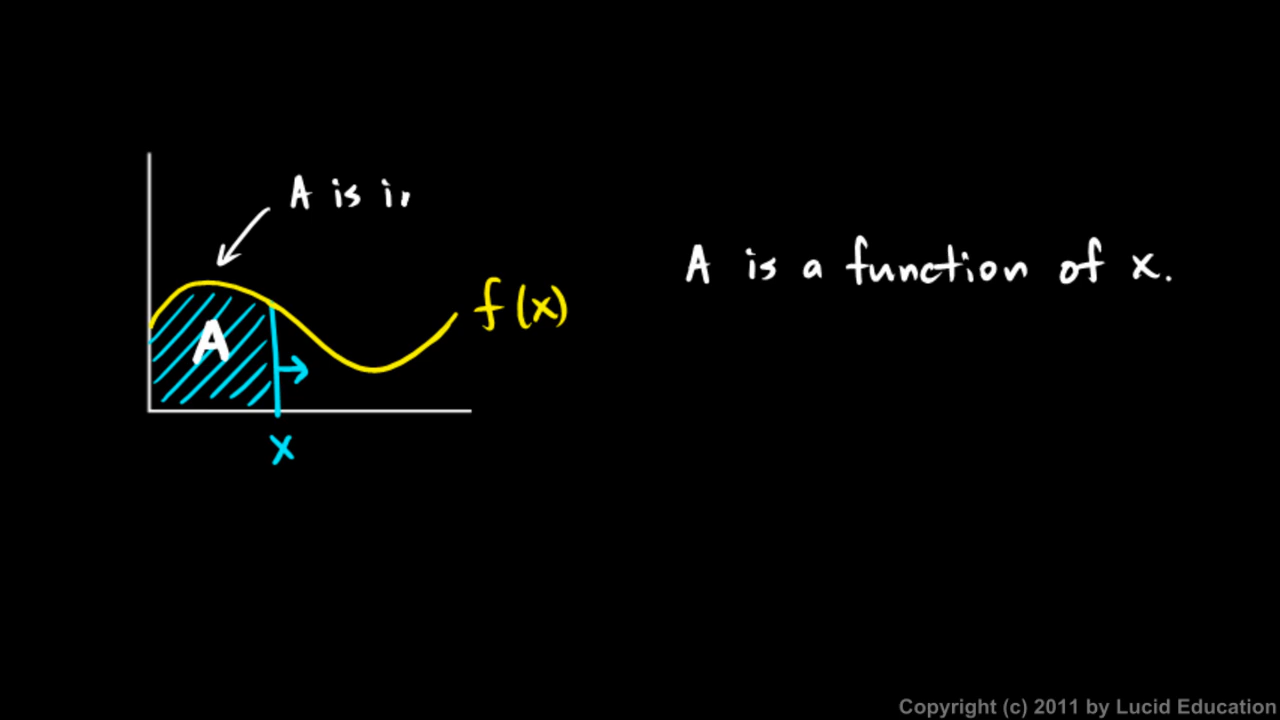 A is
A is a function of x.
A
f(x)
x
Copyright (c) 2011 by Lucid Education